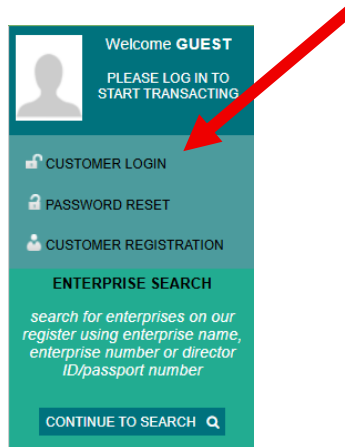 Welcome GUEST
PLEASE LOG IN TO
START TRANSACTING
CUSTOMER LOGIN
PASSWORD RESET
CUSTOMER REGISTRATION
ENTERPRISE SEARCH
search for enterprises on our
register using enterprise name,
enterprise number or director
ID/passport number
CONTINUE TO SEARCH